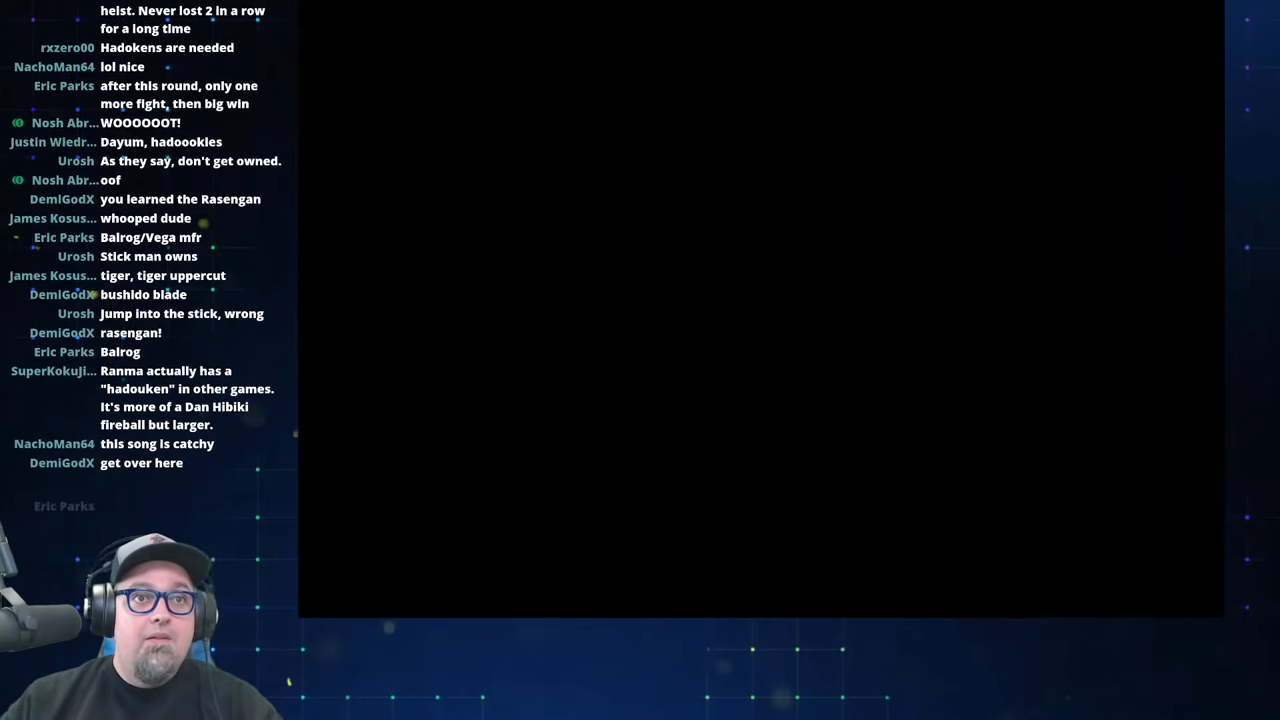 heist. Never lost 2 in a row
for a long time
rxzero00 Hadokens are needed
NachoMan64 lol nice
Eric Parks after this round, only one
more fight, then big win
Nosh Abr... WOOOOOOT!
Justin Wiedr... Dayum, hadoookles
Urosh As they say, don't get owned.
Nosh Abr... oof
DemiGodX you learned the Rasengan
James Kosus... whooped dude
Eric Parks Balrog/Vega mfr
Urosh Stick man owns
James Kosus... tiger, tiger uppercut
DemiGodX bushido blade
Urosh Jump into the stick, wrong
DemiGodX rasengan!
Eric Parks Balrog
SuperKokuJi... Ranma actually has a
"hadouken" in other games.
It's more of a Dan Hibiki
fireball but larger.
NachoMan64 this song is catchy
DemiGodX get over here
Eric Parks